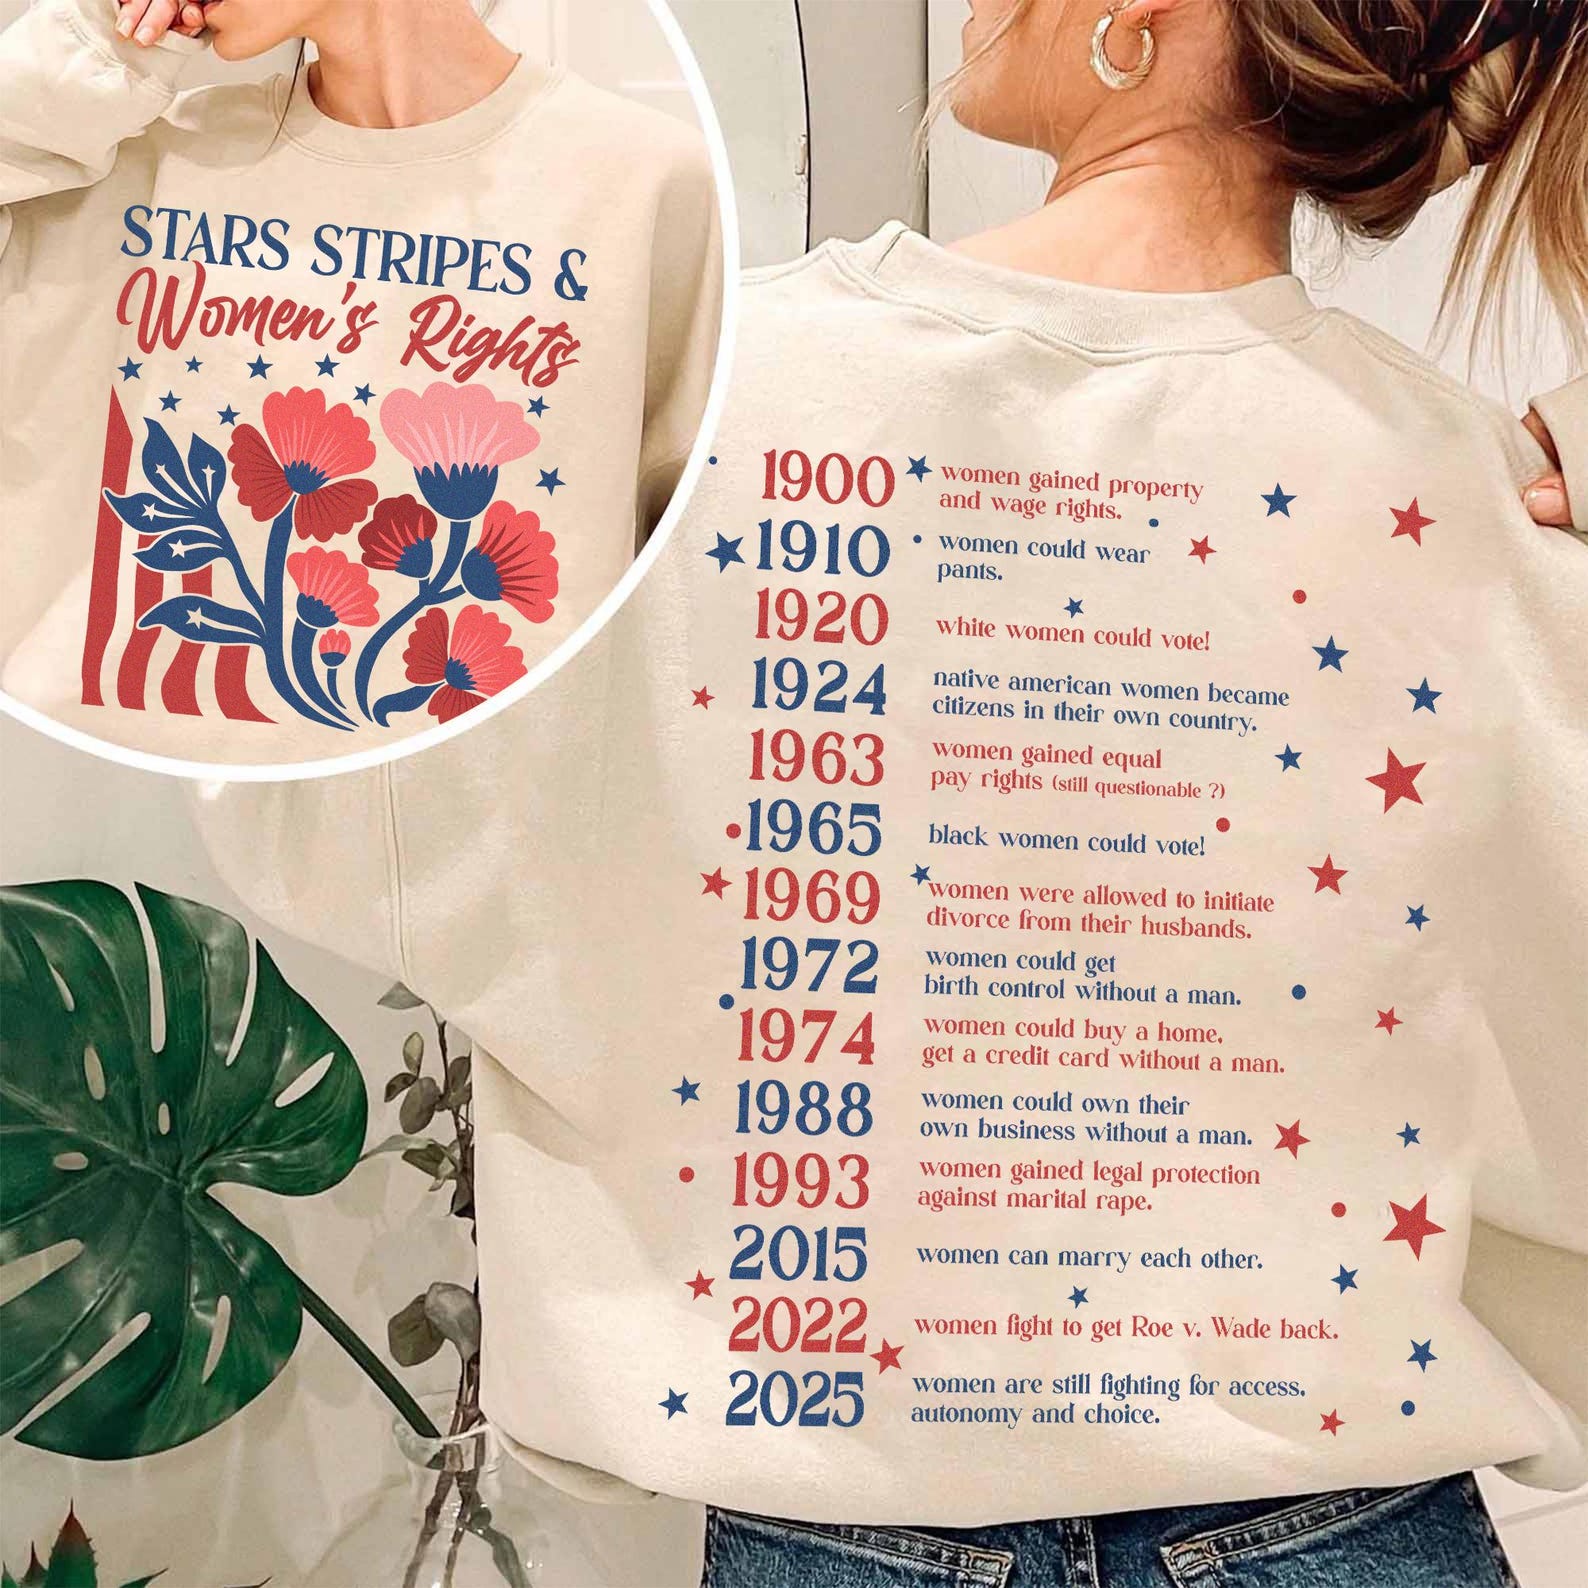 STARS STRIPES &
Women's Rights
1900 women gained property
and wage rights.
1910 women could wear
pants.
1920 white women could vote!
1924 native american women became
citizens in their own country.
1963 women gained equal
pay rights (still questionable ?)
1965 black women could vote!
1969 women were allowed to initiate
divorce from their husbands.
1972 women could get
birth control without a man.
1974 women could buy a home,
get a credit card without a man.
1988 women could own their
own business without a man.
1993 women gained legal protection
against marital rape.
2015 women can marry each other.
2022 women fight to get Roe v. Wade back.
2025 women are still fighting for access,
autonomy and choice.